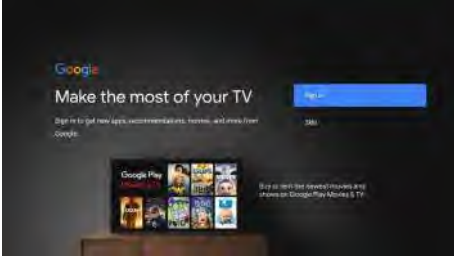 Google
Make the most of your TV
Sign in
Sign in to get new apps, recommendations, movies, and more from
Google.
Skip
Google Play
Buy or rent the newest movies and
shows on Google Play Movies & TV.